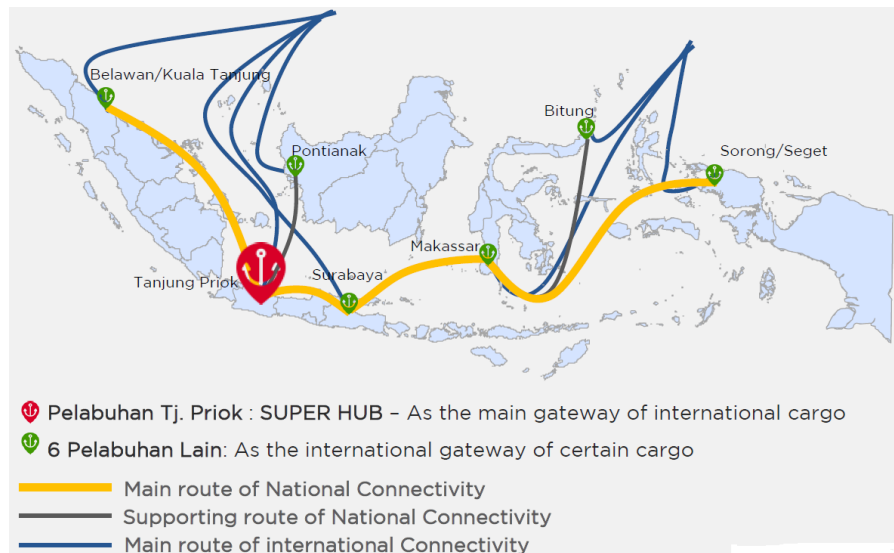 Belawan/Kuala Tanjung
Bitung
Pontianak
Sorong/Seget
Makassar
Tanjung Priok
Surabaya
Pelabuhan Tj. Priok : SUPER HUB – As the main gateway of international cargo
6 Pelabuhan Lain: As the international gateway of certain cargo
Main route of National Connectivity
Supporting route of National Connectivity
Main route of international Connectivity